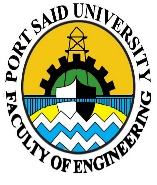 PORT SAID UNIVERSITY
FACULTY OF ENGINEERING